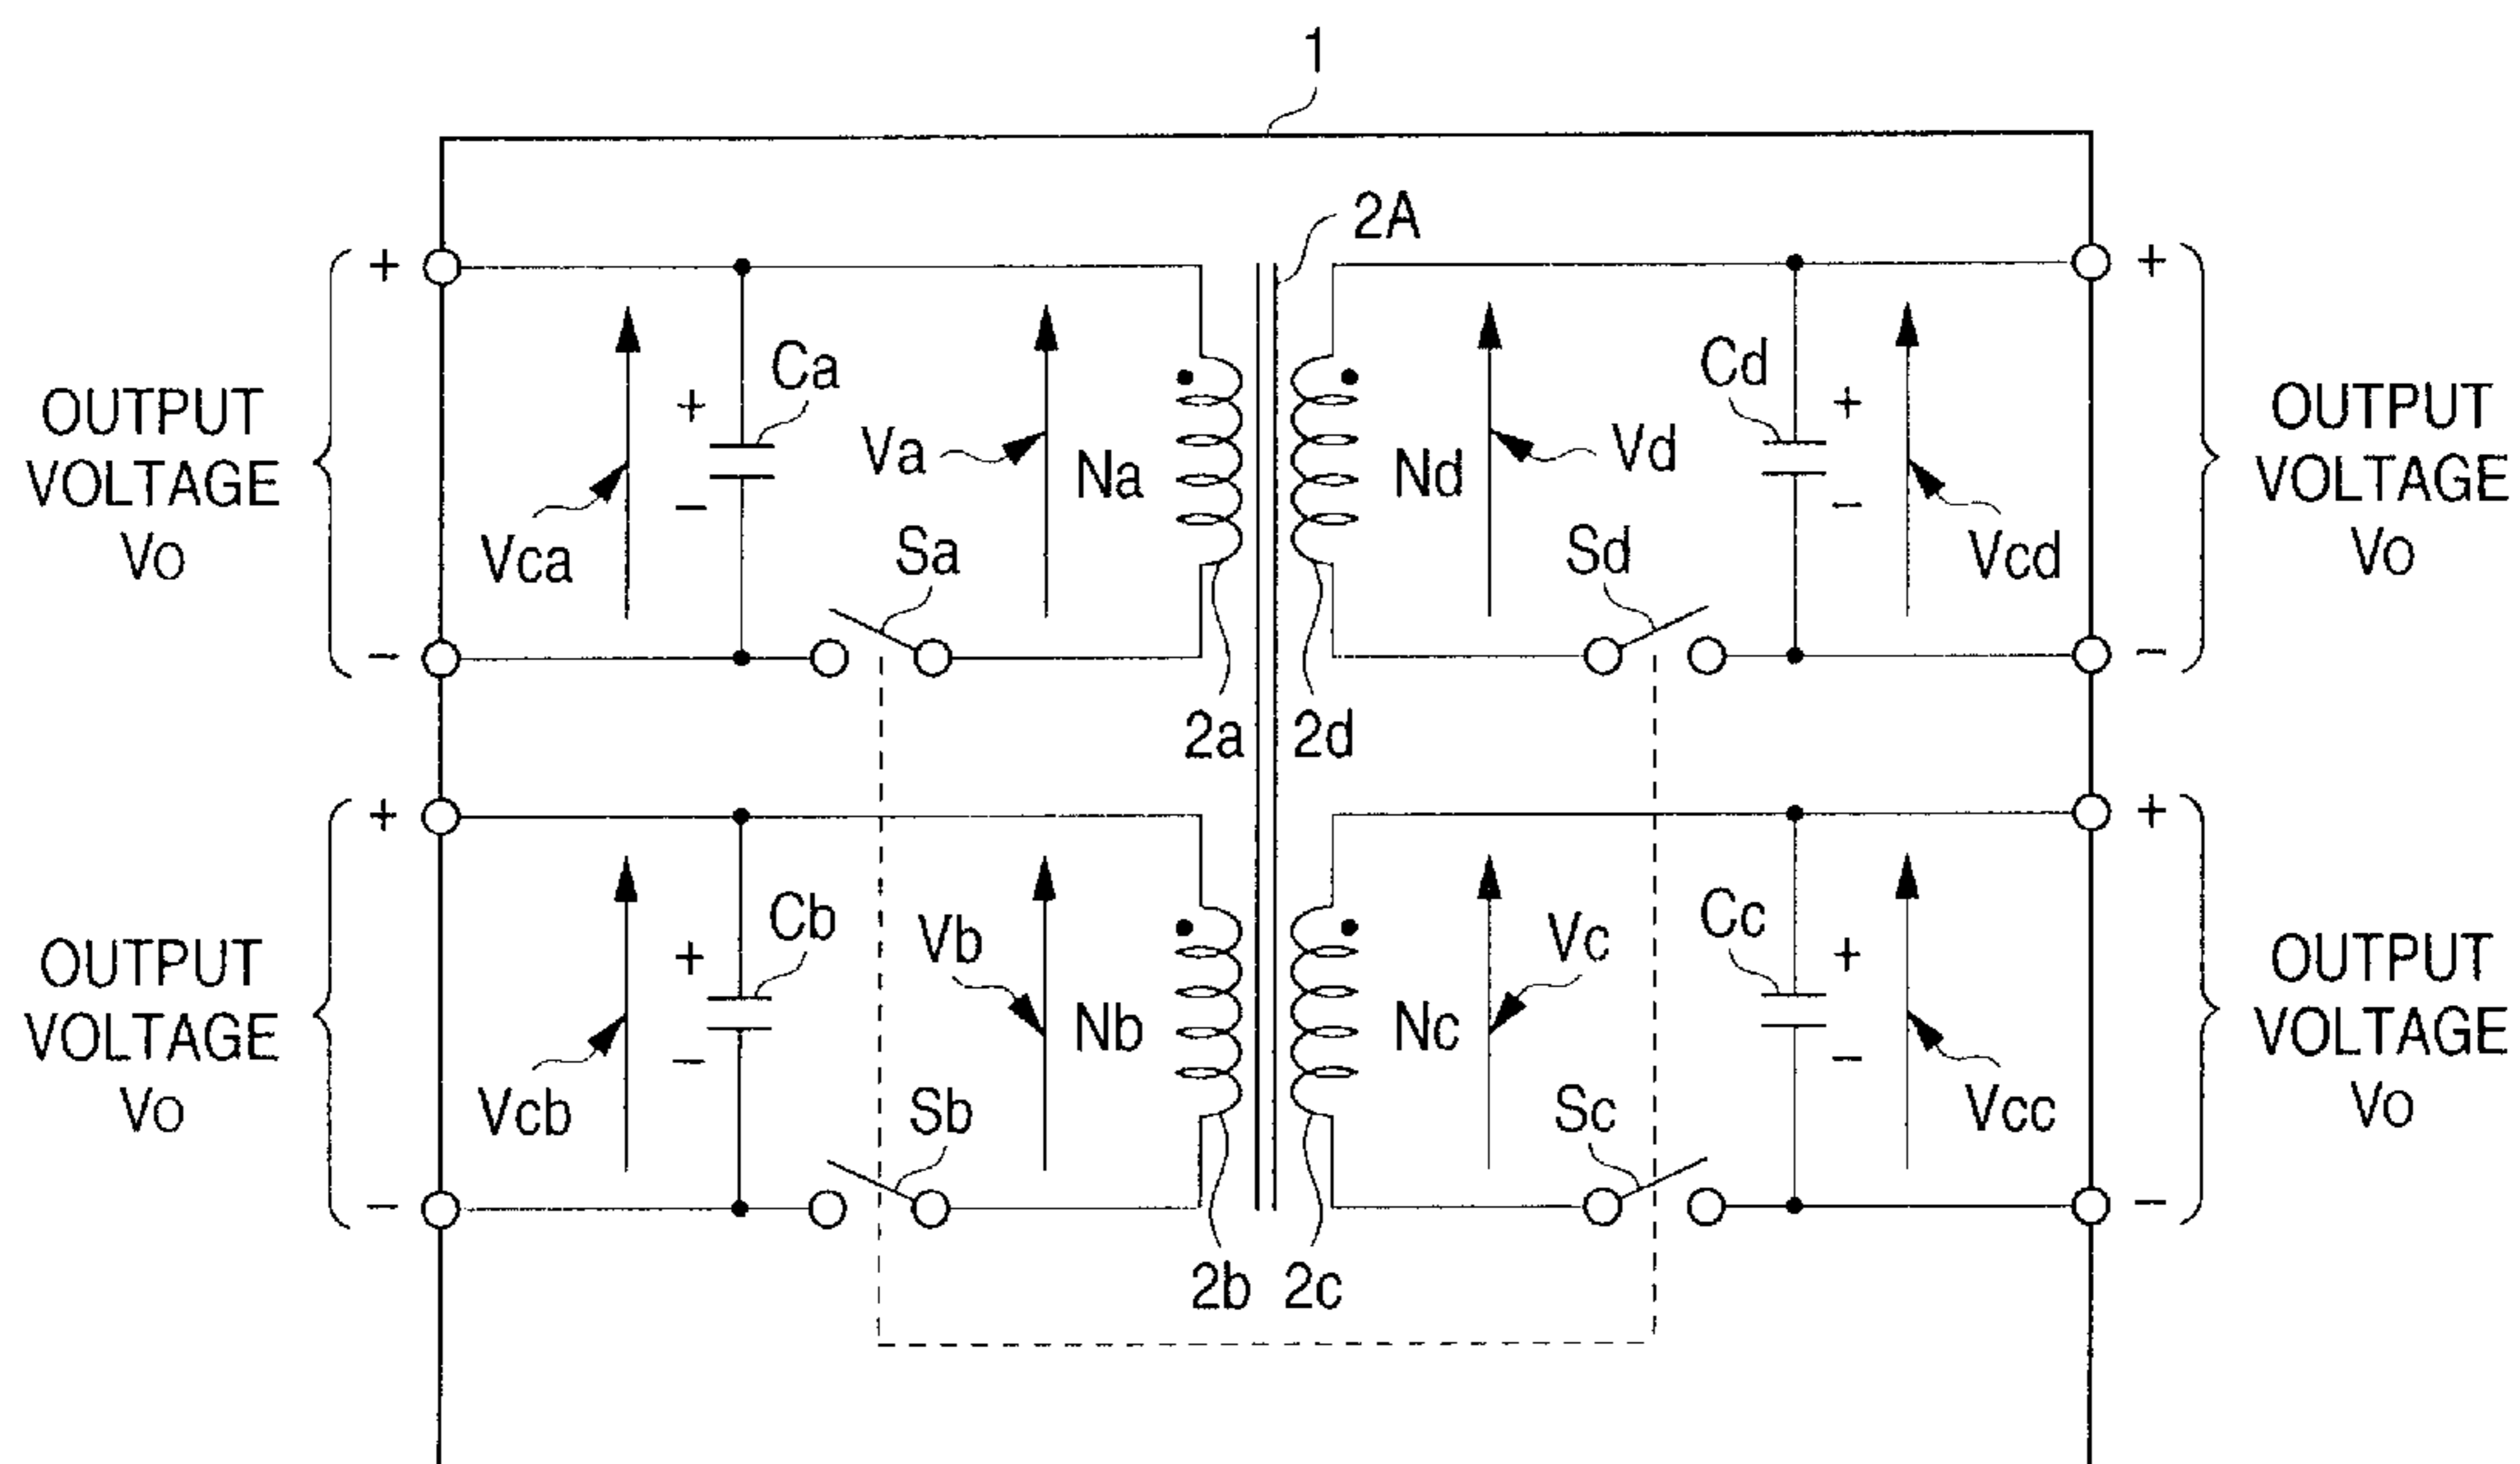 1
2A
+ +
Ca Cd
+ +
OUTPUT
VOLTAGE
Vo
Va Na Nd Vd
OUTPUT
VOLTAGE
Vo
− −
Vca Sa Sd Vcd
− −
2a 2d
+ +
Cb Cc
+ +
OUTPUT
VOLTAGE
Vo
Vb Nb Nc Vc
OUTPUT
VOLTAGE
Vo
− −
Vcb Sb Sc Vcc
− −
2b 2c